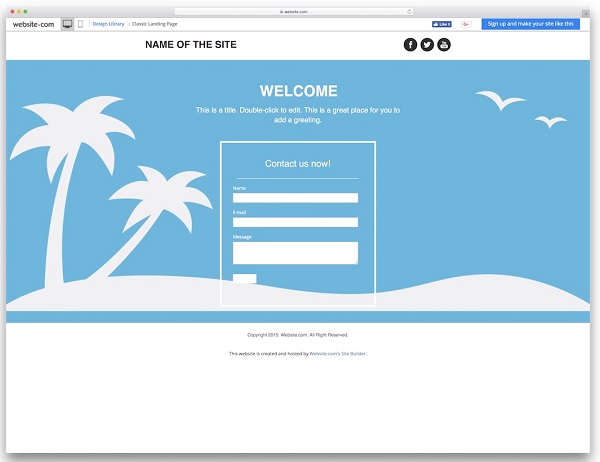 website.com
website-com
Design Library > Classic Landing Page
Like 0
G+
Sign up and make your site like this
NAME OF THE SITE
You Tube
WELCOME
This is a title. Double-click to edit. This is a great place for you to
add a greeting.
Contact us now!
Name
E-mail
Message
Copyright 2015. Website.com. All Right Reserved.
This website is created and hosted by Website.com's Site Builder.